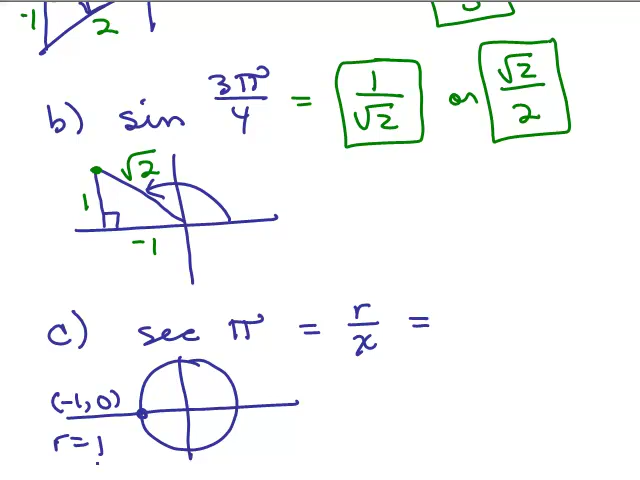 -1
2
b) sin 3π/4 = 1/√2 or √2/2
√2
1
-1
c) sec π = r/x =
(-1, 0)
r = 1